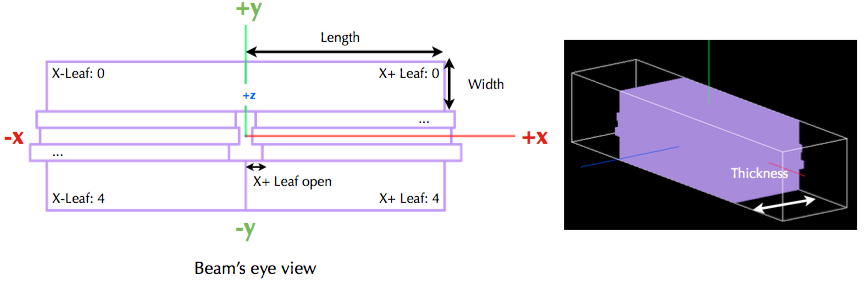 +y
Length
X-Leaf: 0
X+ Leaf: 0
Width
+z
...
-x
+x
...
X+ Leaf open
Thickness
X-Leaf: 4
X+ Leaf: 4
-y
Beam's eye view